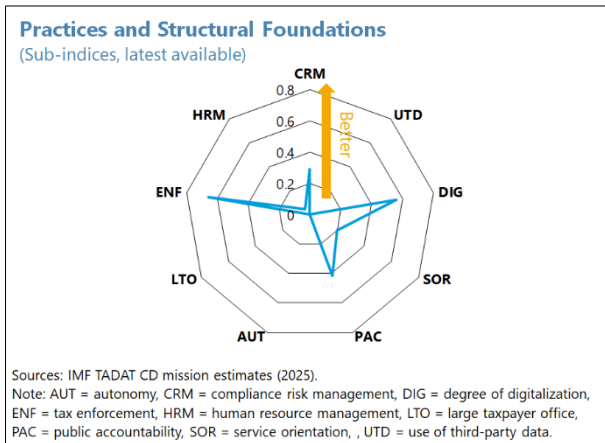 Practices and Structural Foundations
(Sub-indices, latest available)
CRM
0.8
HRM
UTD
0.6
Better
0.4
ENF
0.2
DIG
0
LTO
SOR
AUT
PAC
Sources: IMF TADAT CD mission estimates (2025).
Note: AUT = autonomy, CRM = compliance risk management, DIG = degree of digitalization,
ENF = tax enforcement, HRM = human resource management, LTO = large taxpayer office,
PAC = public accountability, SOR = service orientation, , UTD = use of third-party data.